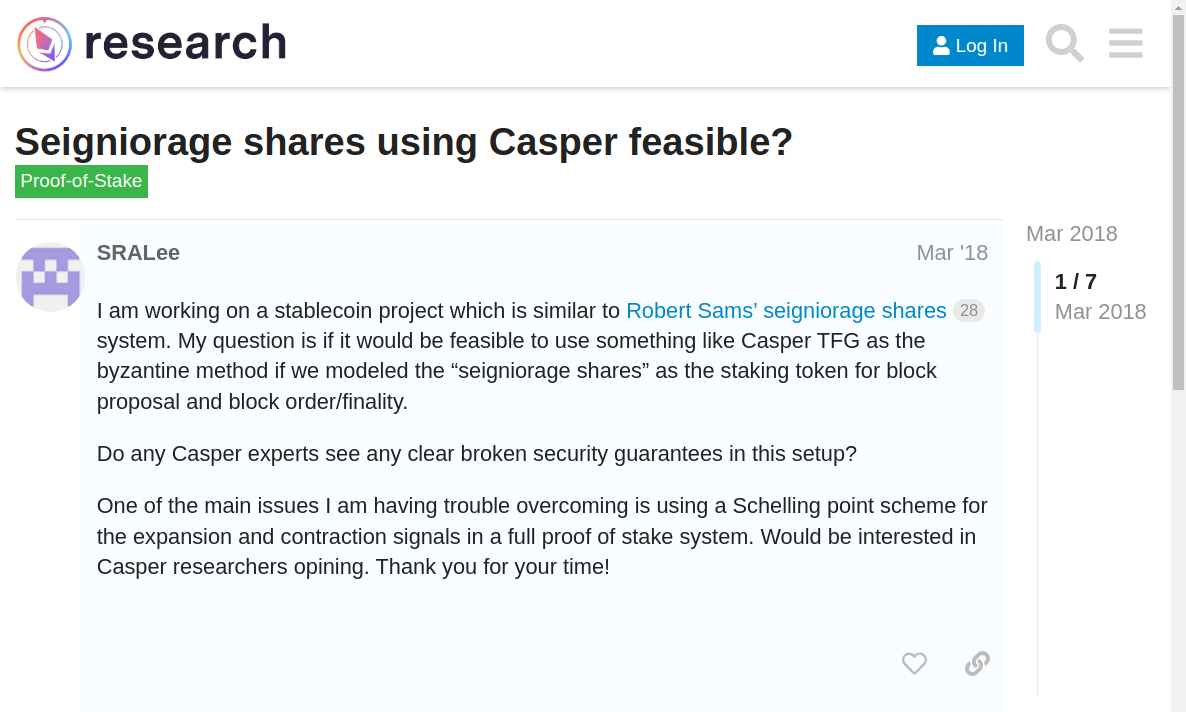 research
Log In
Seigniorage shares using Casper feasible?
Proof-of-Stake
SRALee
Mar '18
I am working on a stablecoin project which is similar to Robert Sams’ seigniorage shares 28
system. My question is if it would be feasible to use something like Casper TFG as the
byzantine method if we modeled the “seigniorage shares” as the staking token for block
proposal and block order/finality.
Do any Casper experts see any clear broken security guarantees in this setup?
One of the main issues I am having trouble overcoming is using a Schelling point scheme for
the expansion and contraction signals in a full proof of stake system. Would be interested in
Casper researchers opining. Thank you for your time!
Mar 2018
1 / 7
Mar 2018